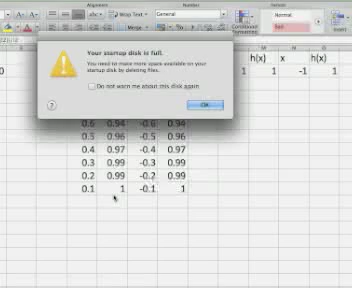 Alignment
Number
Wrap Text
General
Merge
Conditional
Formatting
Normal
Bad
Your startup disk is full.
You need to make more space available on your
startup disk by deleting files.
Do not warn me about this disk again
OK
M N O
h(x) x h(x)
1 1 -1 1
0.6 0.94 -0.6 0.94
0.5 0.96 -0.5 0.96
0.4 0.97 -0.4 0.97
0.3 0.99 -0.3 0.99
0.2 0.99 -0.2 0.99
0.1 1 -0.1 1